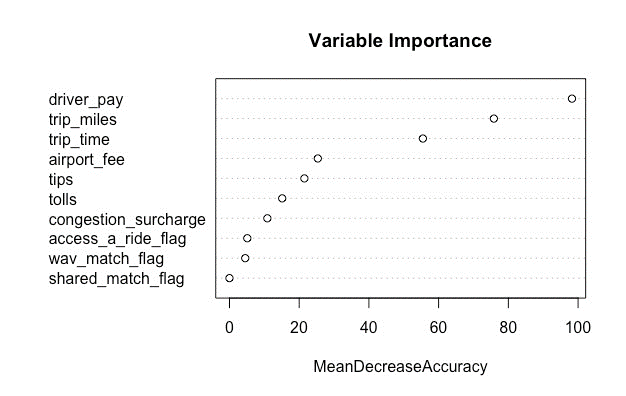 Variable Importance
driver_pay
trip_miles
trip_time
airport_fee
tips
tolls
congestion_surcharge
access_a_ride_flag
wav_match_flag
shared_match_flag
0 20 40 60 80 100
MeanDecreaseAccuracy